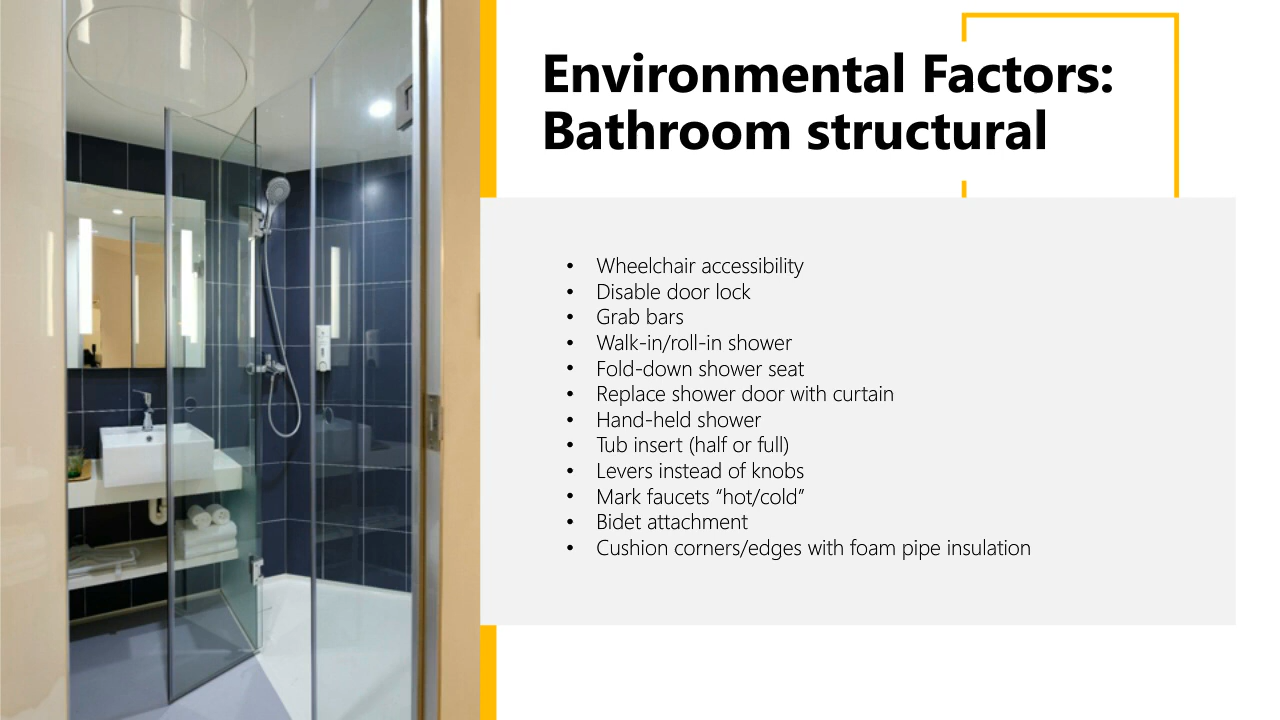 Environmental Factors:
Bathroom structural
• Wheelchair accessibility
• Disable door lock
• Grab bars
• Walk-in/roll-in shower
• Fold-down shower seat
• Replace shower door with curtain
• Hand-held shower
• Tub insert (half or full)
• Levers instead of knobs
• Mark faucets “hot/cold”
• Bidet attachment
• Cushion corners/edges with foam pipe insulation